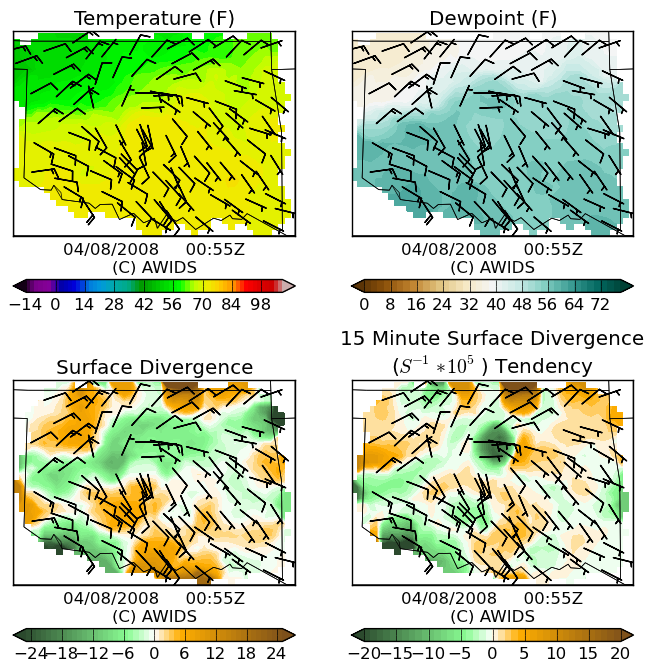 Temperature (F)
Dewpoint (F)
04/08/2008 00:55Z
04/08/2008 00:55Z
(C) AWIDS
(C) AWIDS
−14 0 14 28 42 56 70 84 98
0 8 16 24 32 40 48 56 64 72
15 Minute Surface Divergence
Surface Divergence
(S^{−1} *10^5 ) Tendency
04/08/2008 00:55Z
04/08/2008 00:55Z
(C) AWIDS
(C) AWIDS
−24 −18 −12 −6 0 6 12 18 24
−20 −15 −10 −5 0 5 10 15 20